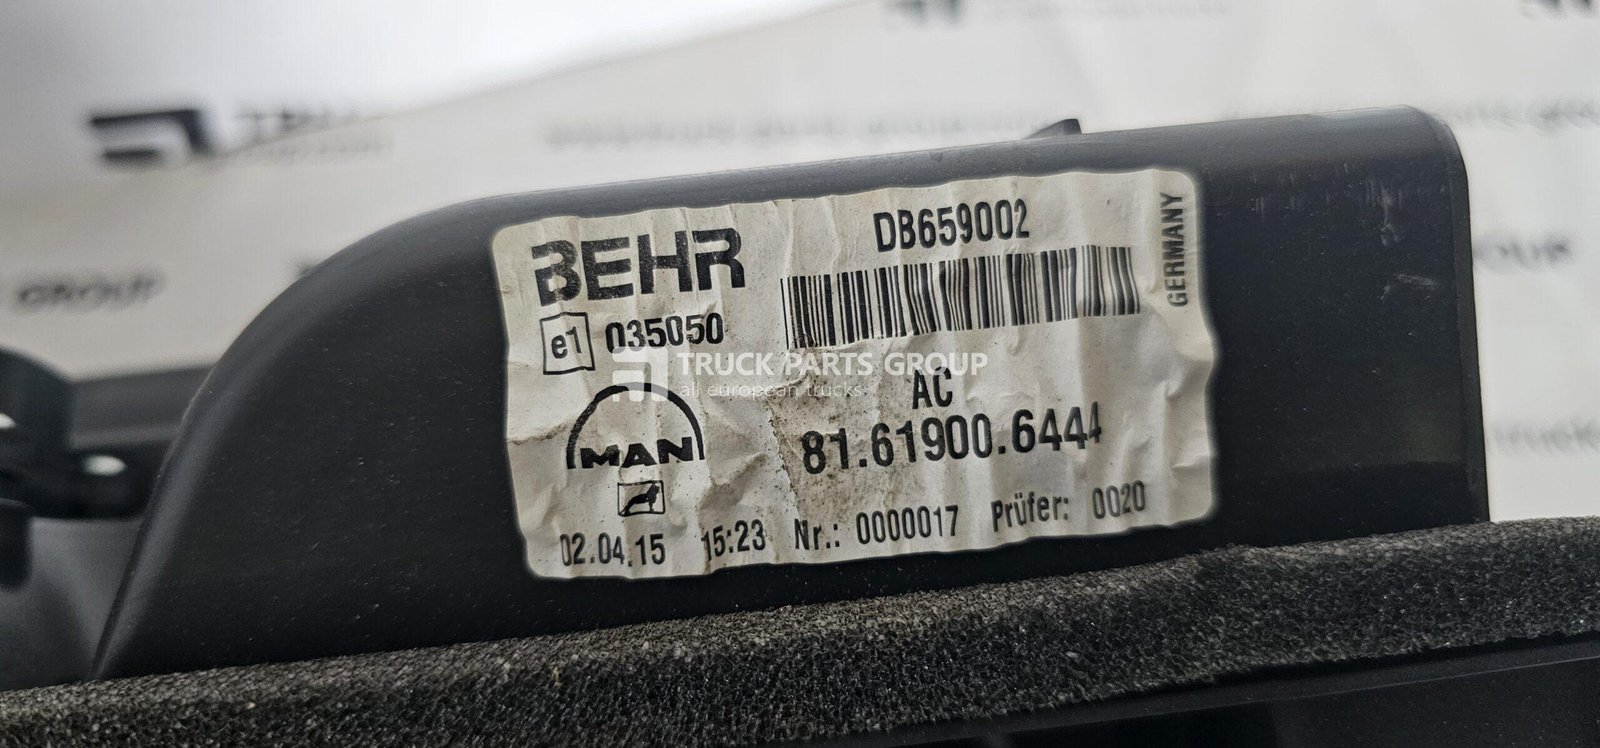 BEHR
DB659002
GERMANY
e1 035050
TRUCK PARTS GROUP
all european trucks
AC
MAN
81.61900.6444
02.04.15 15:23 Nr.: 0000017 Prüfer: 0020
GROUP